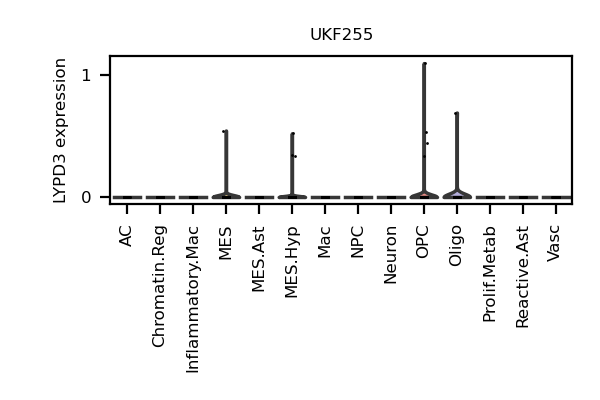 UKF255
LYPD3 expression
1
0
AC
Chromatin.Reg
Inflammatory.Mac
MES
MES.Ast
MES.Hyp
Mac
NPC
Neuron
OPC
Oligo
Prolif.Metab
Reactive.Ast
Vasc